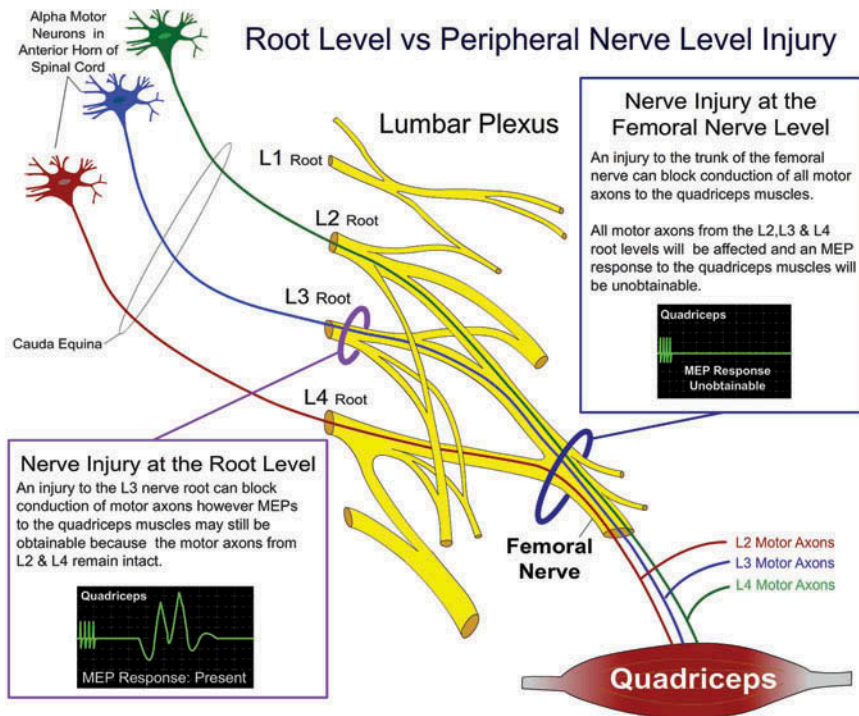 Alpha Motor
Neurons in
Anterior Horn of
Spinal Cord
Root Level vs Peripheral Nerve Level Injury
Lumbar Plexus
L1 Root
L2 Root
L3 Root
L4 Root
Cauda Equina
Nerve Injury at the
Femoral Nerve Level
An injury to the trunk of the femoral
nerve can block conduction of all motor
axons to the quadriceps muscles.
All motor axons from the L2,L3 & L4
root levels will be affected and an MEP
response to the quadriceps muscles will
be unobtainable.
Quadriceps
MEP Response
Unobtainable
Nerve Injury at the Root Level
An injury to the L3 nerve root can block
conduction of motor axons however MEPs
to the quadriceps muscles may still be
obtainable because the motor axons from
L2 & L4 remain intact.
Quadriceps
MEP Response: Present
Femoral
Nerve
L2 Motor Axons
L3 Motor Axons
L4 Motor Axons
Quadriceps